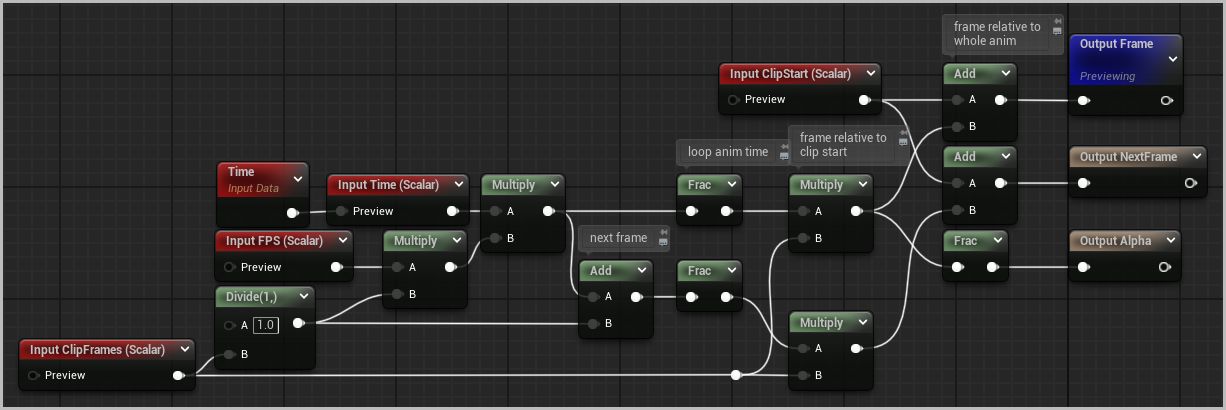 frame relative to
whole anim
Output Frame
Previewing
Input ClipStart (Scalar)
Preview
Add
A
B
loop anim time
frame relative to
clip start
Add
A
B
Output NextFrame
Time
Input Data
Input Time (Scalar)
Preview
Multiply
A
B
Frac
Multiply
A
B
Input FPS (Scalar)
Preview
Multiply
A
B
next frame
Frac
Output Alpha
Add
A
B
Frac
Divide(1,)
A 1.0
B
Multiply
A
B
Input ClipFrames (Scalar)
Preview